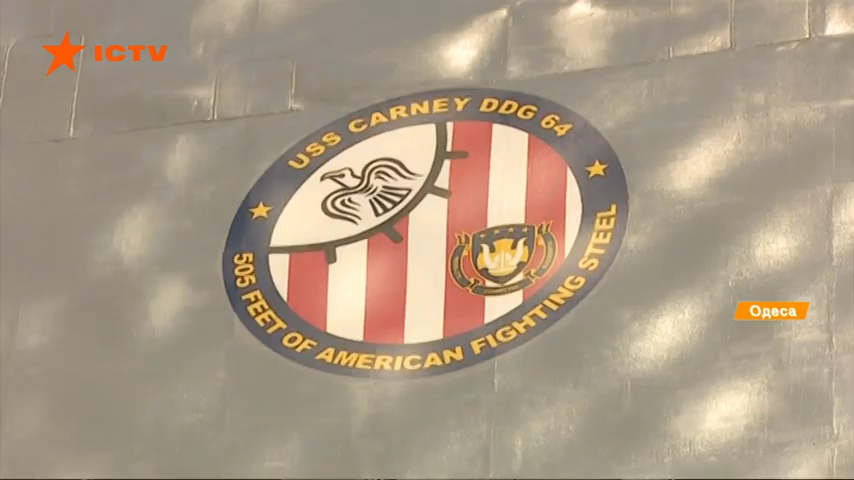 ICTV
USS CARNEY DDG 64
505 FEET OF AMERICAN FIGHTING STEEL
Одеса